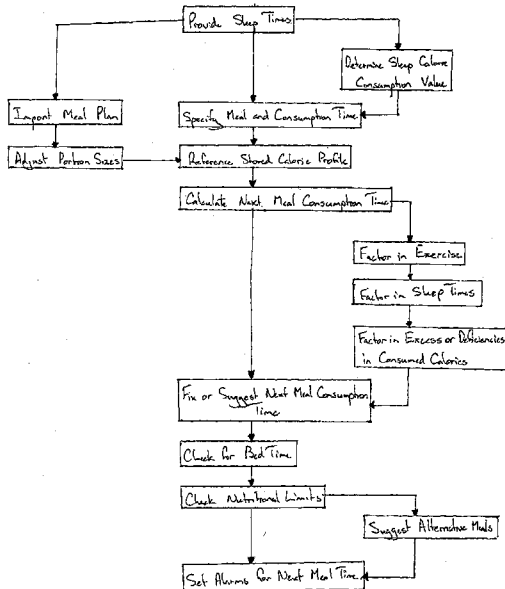 Provide Sleep Times
Determine Sleep Calorie
Consumption Value
Import Meal Plan
Specify Meal and Consumption Time
Adjust Portion Sizes
Reference Stored Calorie Profile
Calculate Next Meal Consumption Time
Factor in Exercise
Factor in Sleep Times
Factor in Excess or Deficiencies
in Consumed Calories
Fix or Suggest Next Meal Consumption
Time
Check for Bed Time
Check Nutritional Limits
Suggest Alternative Meals
Set Alarms for Next Meal Time